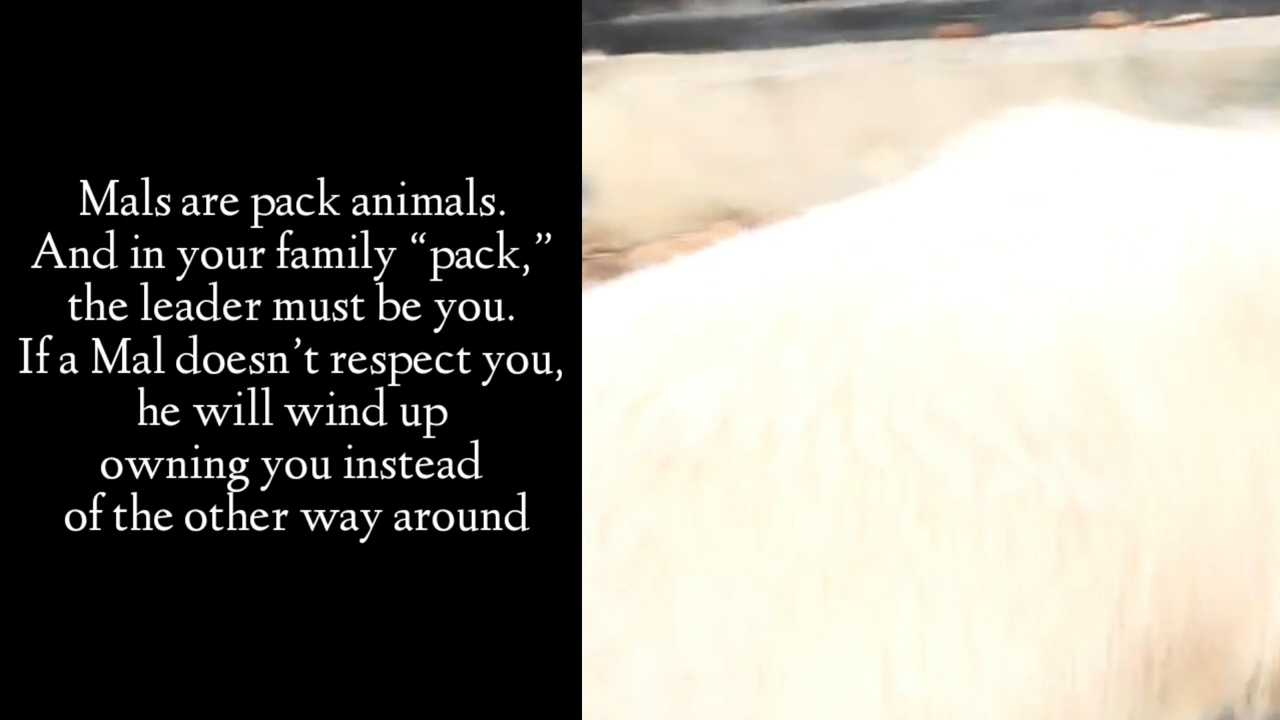 Mals are pack animals.
And in your family “pack,”
the leader must be you.
If a Mal doesn’t respect you,
he will wind up
owning you instead
of the other way around